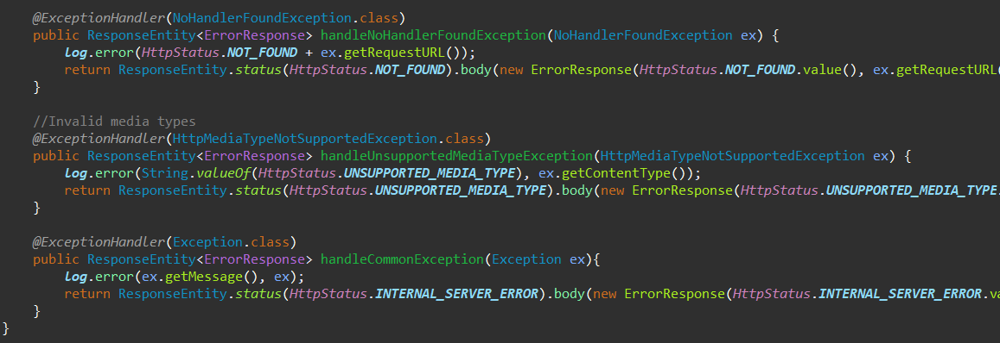 @ExceptionHandler(NoHandlerFoundException.class)
public ResponseEntity<ErrorResponse> handleNoHandlerFoundException(NoHandlerFoundException ex) {
log.error(HttpStatus.NOT_FOUND + ex.getRequestURL());
return ResponseEntity.status(HttpStatus.NOT_FOUND).body(new ErrorResponse(HttpStatus.NOT_FOUND.value(), ex.getRequestURL(
}
//Invalid media types
@ExceptionHandler(HttpMediaTypeNotSupportedException.class)
public ResponseEntity<ErrorResponse> handleUnsupportedMediaTypeException(HttpMediaTypeNotSupportedException ex) {
log.error(String.valueOf(HttpStatus.UNSUPPORTED_MEDIA_TYPE), ex.getContentType());
return ResponseEntity.status(HttpStatus.UNSUPPORTED_MEDIA_TYPE).body(new ErrorResponse(HttpStatus.UNSUPPORTED_MEDIA_TYPE.
}
@ExceptionHandler(Exception.class)
public ResponseEntity<ErrorResponse> handleCommonException(Exception ex){
log.error(ex.getMessage(), ex);
return ResponseEntity.status(HttpStatus.INTERNAL_SERVER_ERROR).body(new ErrorResponse(HttpStatus.INTERNAL_SERVER_ERROR.va
}
}